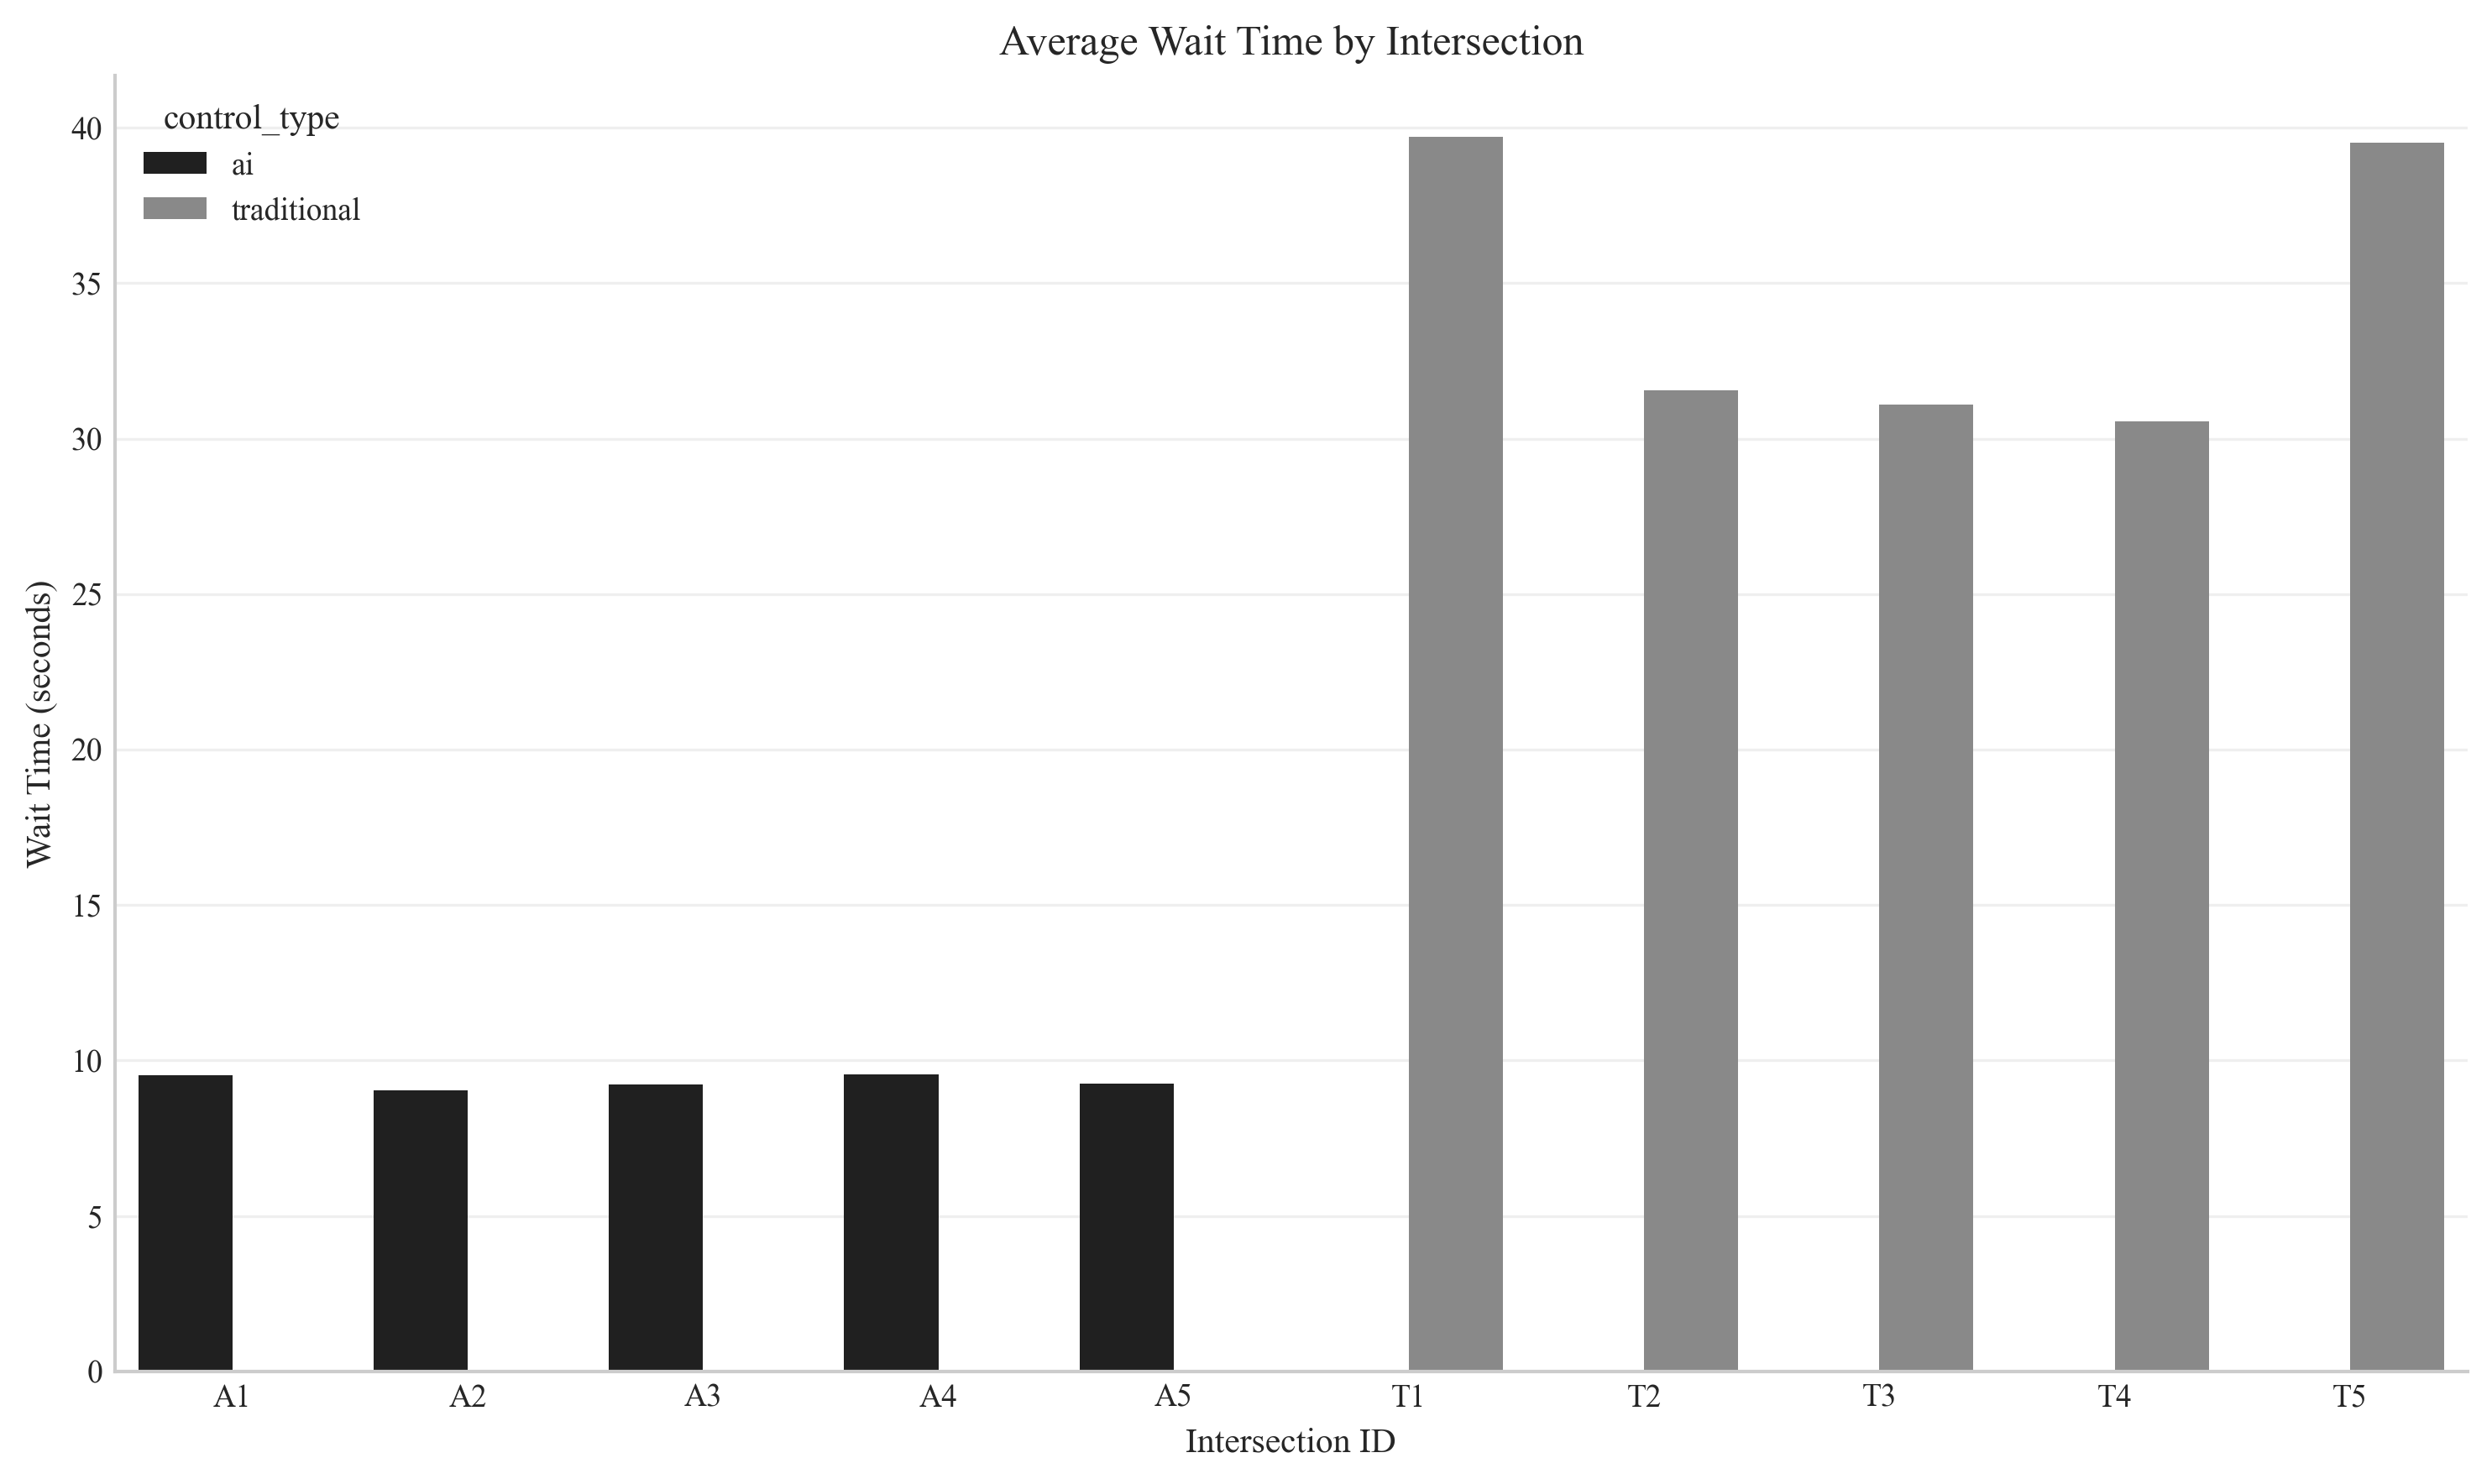 Average Wait Time by Intersection
control_type
ai
traditional
40
35
30
25
20
15
10
5
0
Wait Time (seconds)
A1 A2 A3 A4 A5 T1 T2 T3 T4 T5
Intersection ID